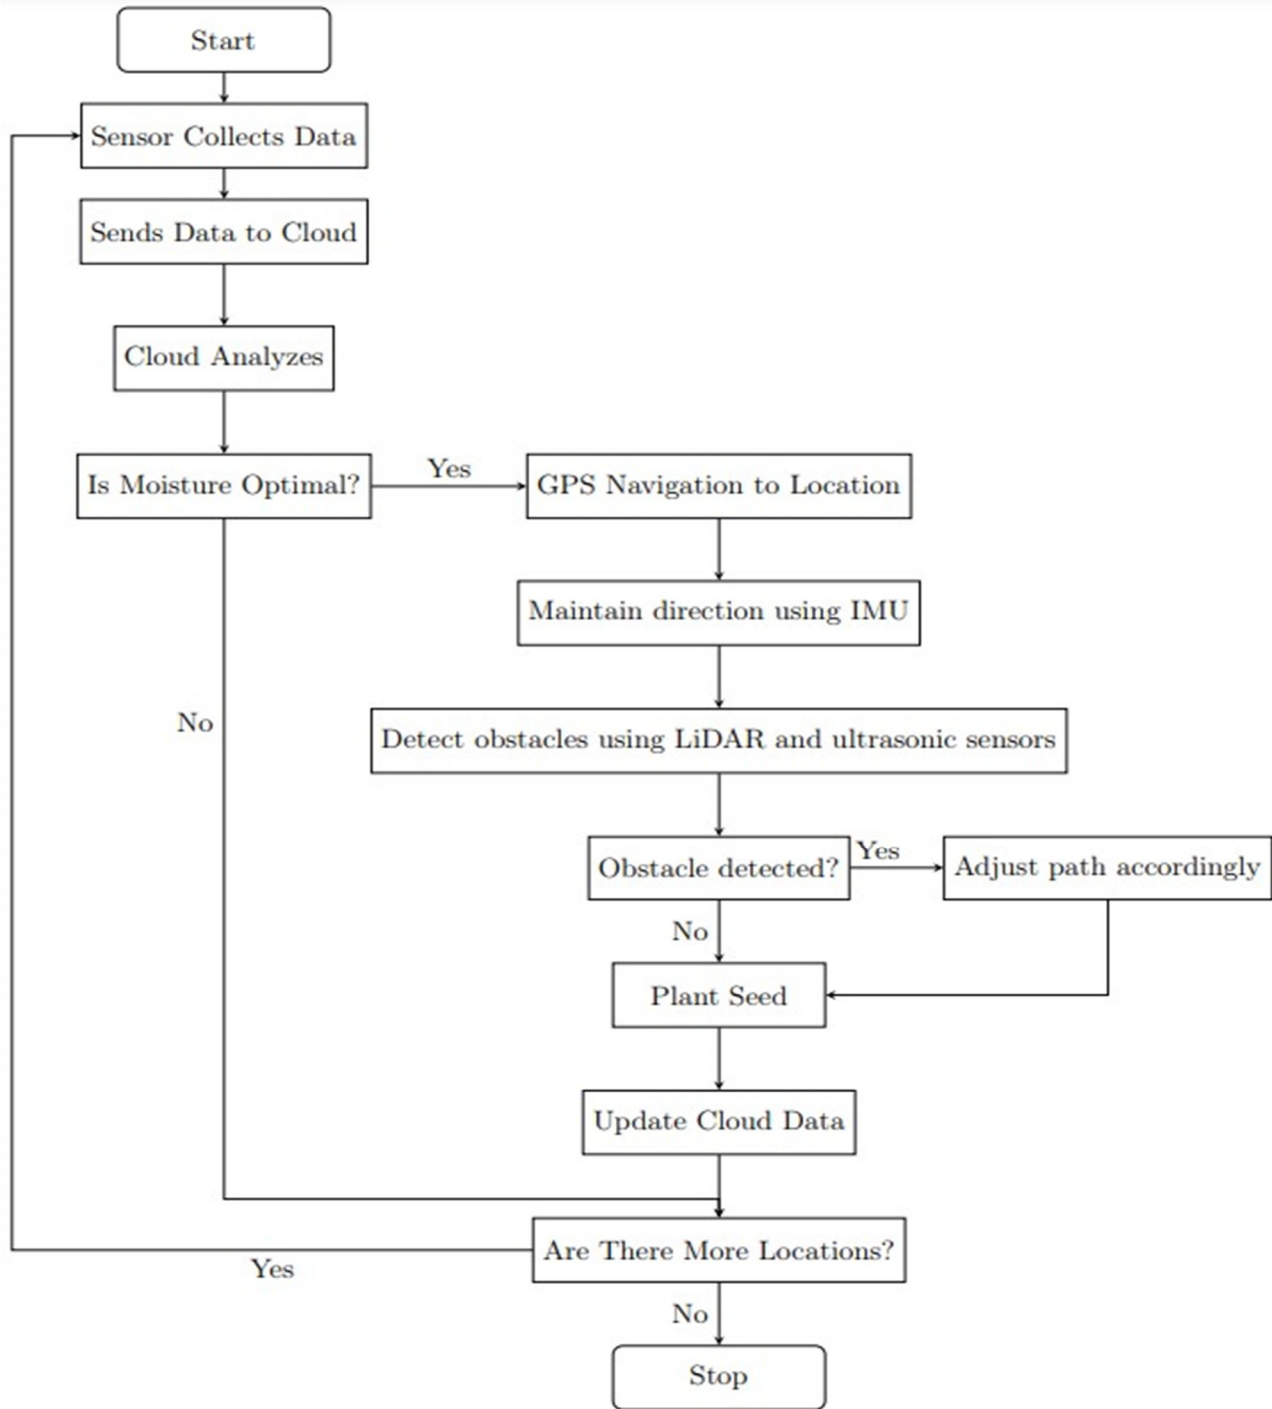 Start
Sensor Collects Data
Sends Data to Cloud
Cloud Analyzes
Is Moisture Optimal?
Yes
GPS Navigation to Location
Maintain direction using IMU
No
Detect obstacles using LiDAR and ultrasonic sensors
Obstacle detected?
Yes
Adjust path accordingly
No
Plant Seed
Update Cloud Data
Are There More Locations?
Yes
No
Stop